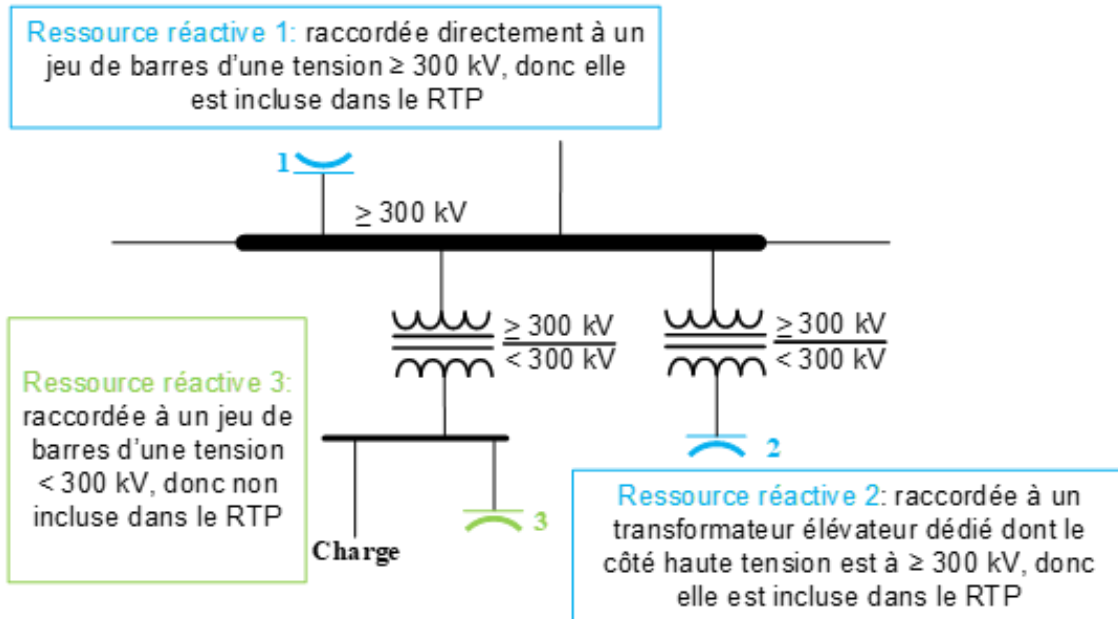 Ressource réactive 1: raccordée directement à un
jeu de barres d'une tension ≥ 300 kV, donc elle
est incluse dans le RTP
1
≥ 300 kV
≥ 300 kV
< 300 kV
≥ 300 kV
< 300 kV
Ressource réactive 3:
raccordée à un jeu de
barres d'une tension
< 300 kV, donc non
incluse dans le RTP
Charge
3
2
Ressource réactive 2: raccordée à un
transformateur élévateur dédié dont le
côté haute tension est à ≥ 300 kV, donc
elle est incluse dans le RTP